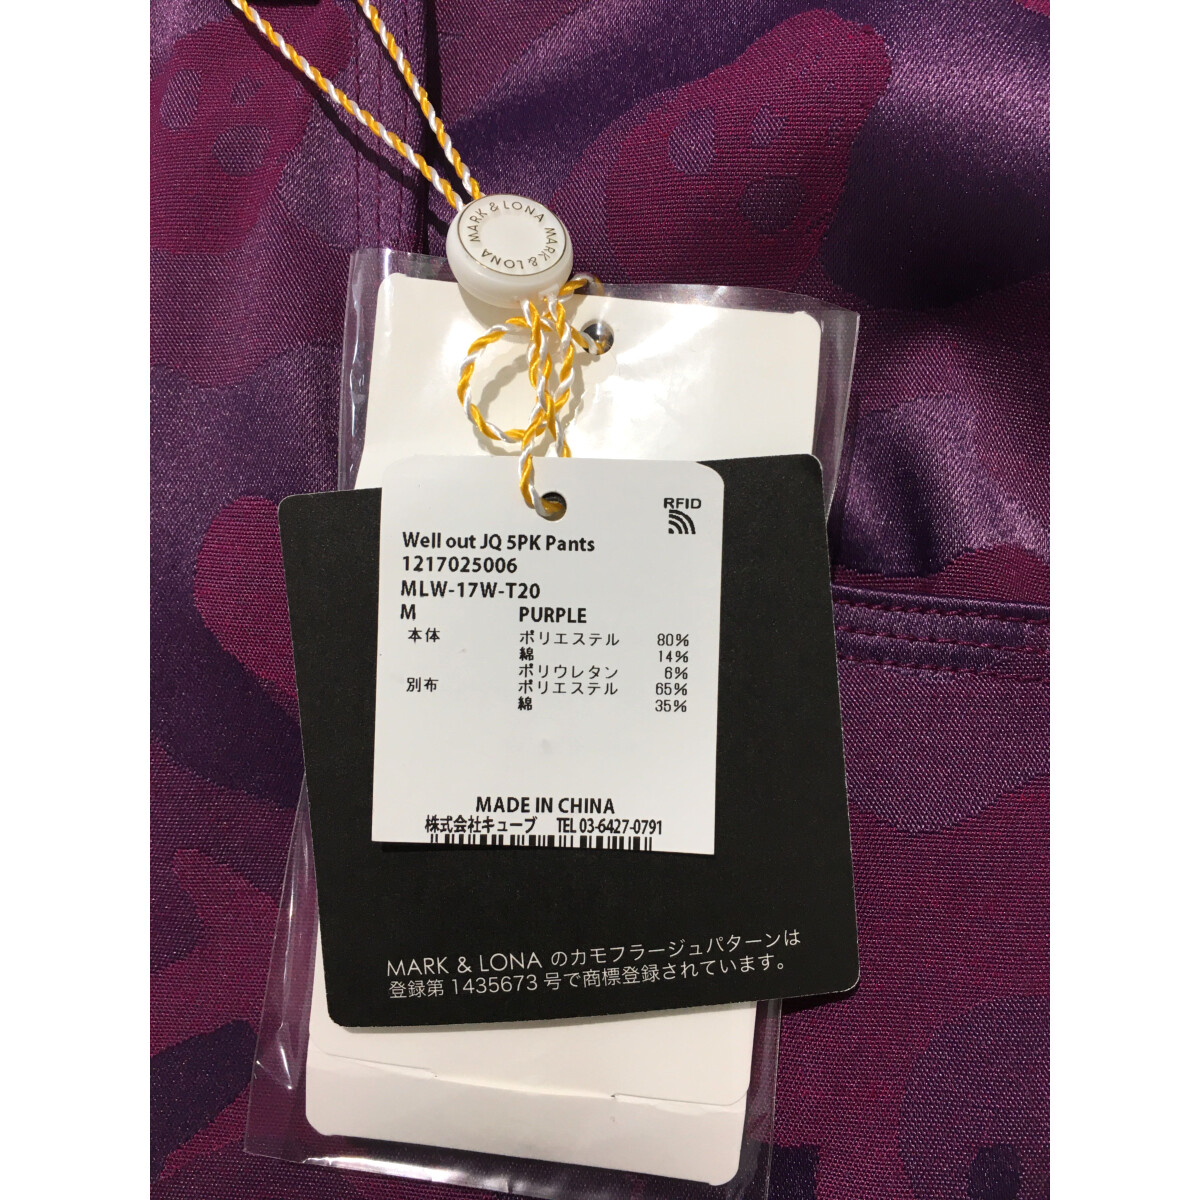 MARK & LONA MARK & LONA
RFID
Well out JQ 5PK Pants
1217025006
MLW-17W-T20
M PURPLE
本体 ポリエステル 80%
綿 14%
ポリウレタン 6%
別布 ポリエステル 65%
綿 35%
MADE IN CHINA
株式会社キューブ TEL 03-6427-0791
MARK & LONA のカモフラージュパターンは
登録第 1435673 号で商標登録されています。